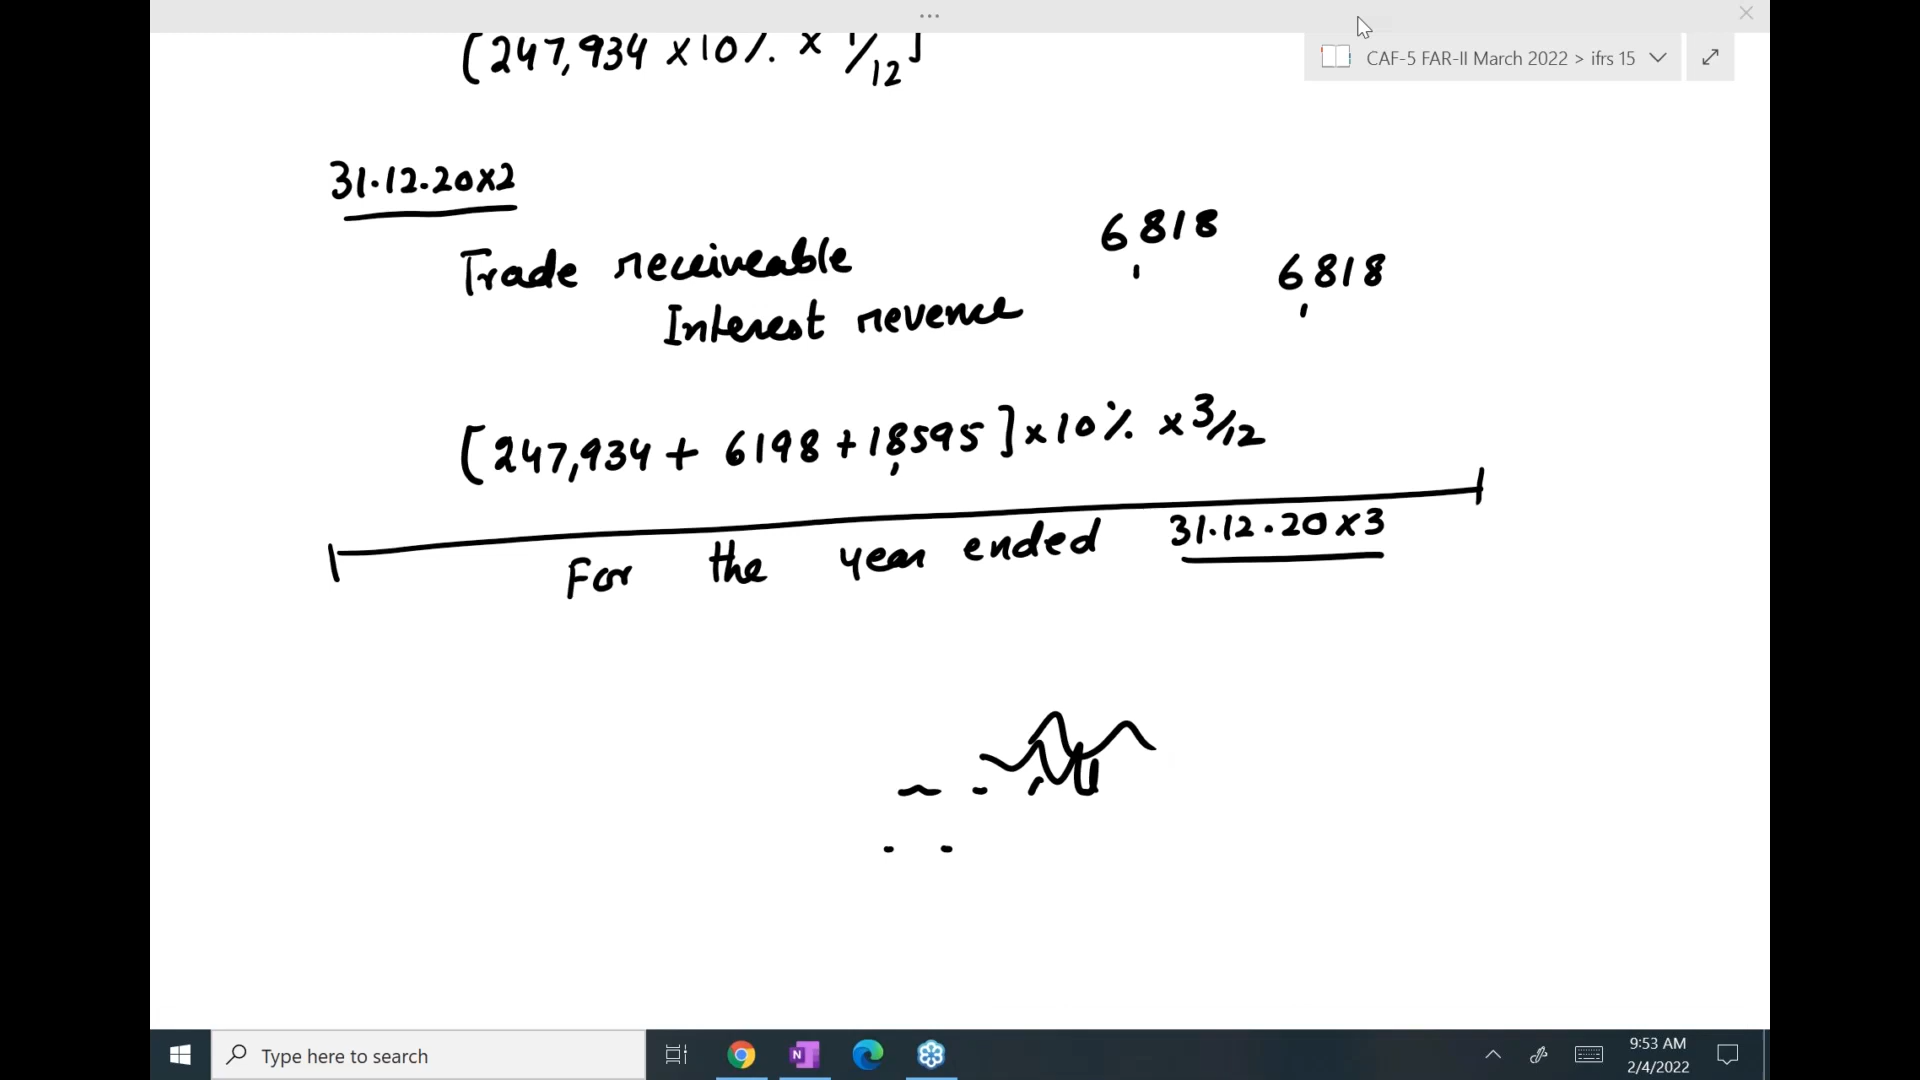 ...
[247,934 x10%. x 1/12]
CAF-5 FAR-II March 2022 > ifrs 15
31.12.20x2
Trade receiveable 6,818
Interest revenue 6,818
[247,934 + 6198 + 18,595] x 10% x 3/12
For the year ended 31.12.20x3
Type here to search
9:53 AM
2/4/2022